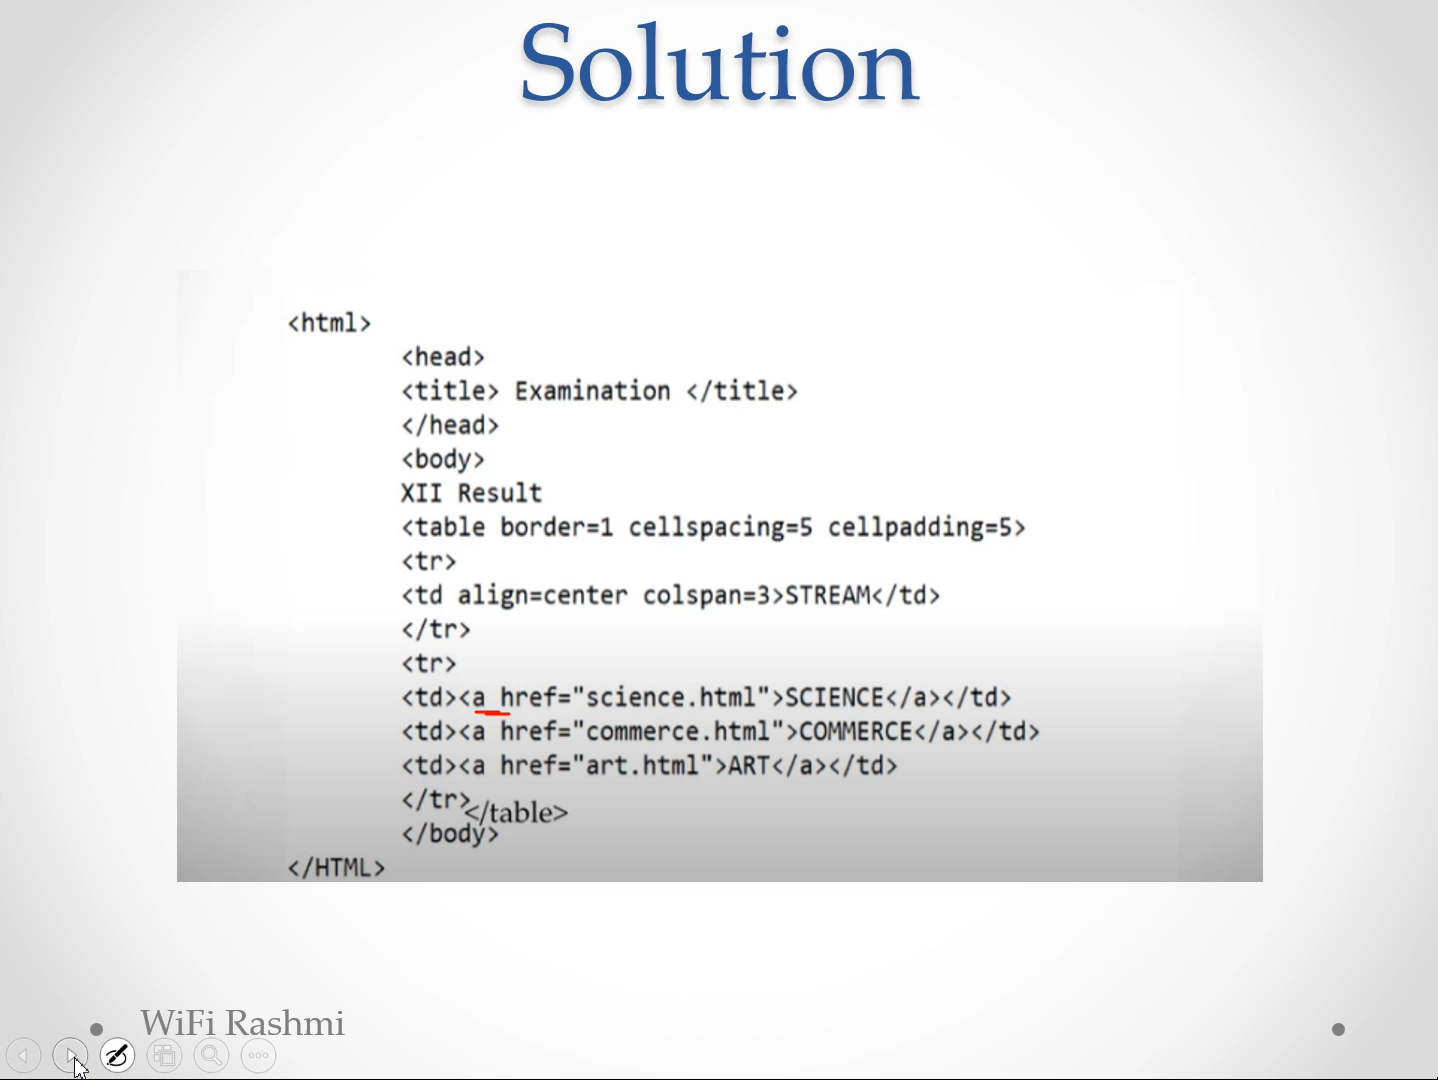 Solution
<html>
<head>
<title> Examination </title>
</head>
<body>
XII Result
<table border=1 cellspacing=5 cellpadding=5>
<tr>
<td align=center colspan=3>STREAM</td>
</tr>
<tr>
<td><a href="science.html">SCIENCE</a></td>
<td><a href="commerce.html">COMMERCE</a></td>
<td><a href="art.html">ART</a></td>
</tr>
</table>
</body>
</HTML>
WiFi Rashmi